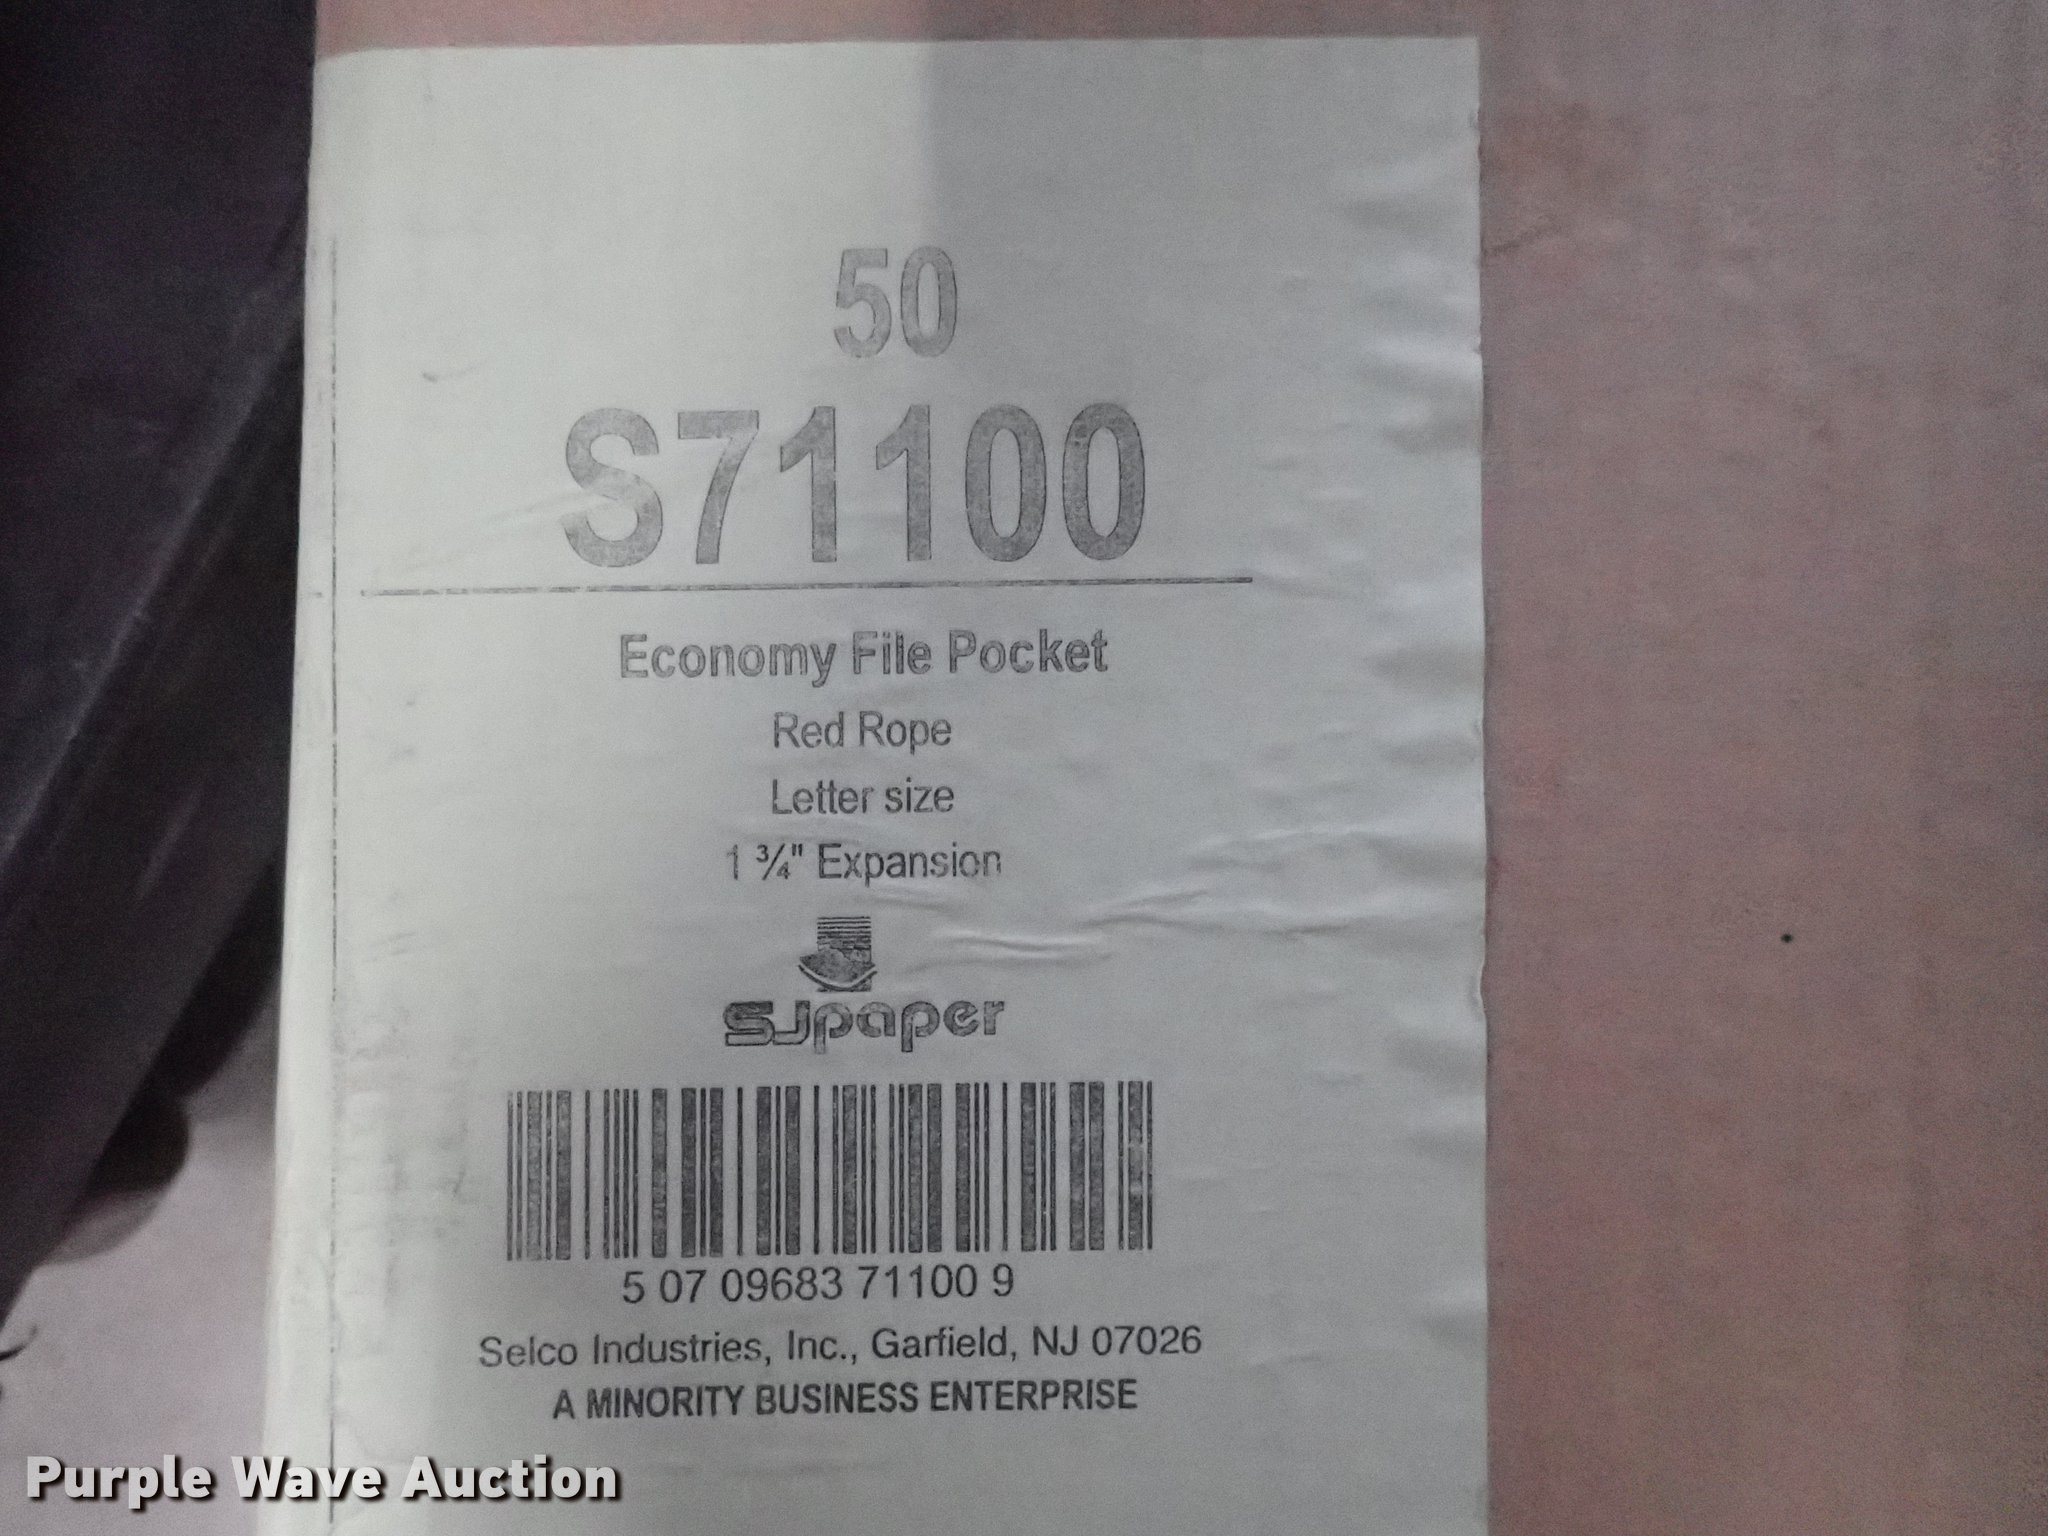 50
S71100
Economy File Pocket
Red Rope
Letter size
1 ¾" Expansion
SJpaper
5 07 09683 71100 9
Selco Industries, Inc., Garfield, NJ 07026
A MINORITY BUSINESS ENTERPRISE
Purple Wave Auction